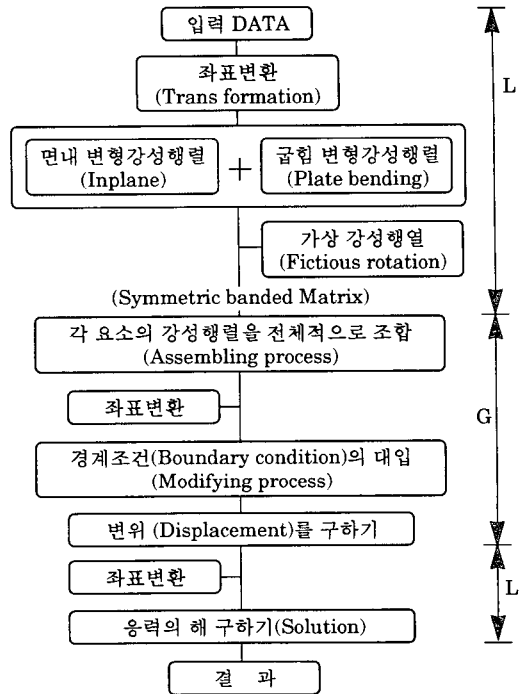 입력 DATA
좌표변환
(Trans formation)
면내 변형강성행렬
(Inplane)
+
굽힘 변형강성행렬
(Plate bending)
가상 강성행열
(Fictious rotation)
(Symmetric banded Matrix)
각 요소의 강성행렬을 전체적으로 조합
(Assembling process)
좌표변환
경계조건(Boundary condition)의 대입
(Modifying process)
변위 (Displacement)를 구하기
좌표변환
응력의 해 구하기(Solution)
결 과
L
G
L